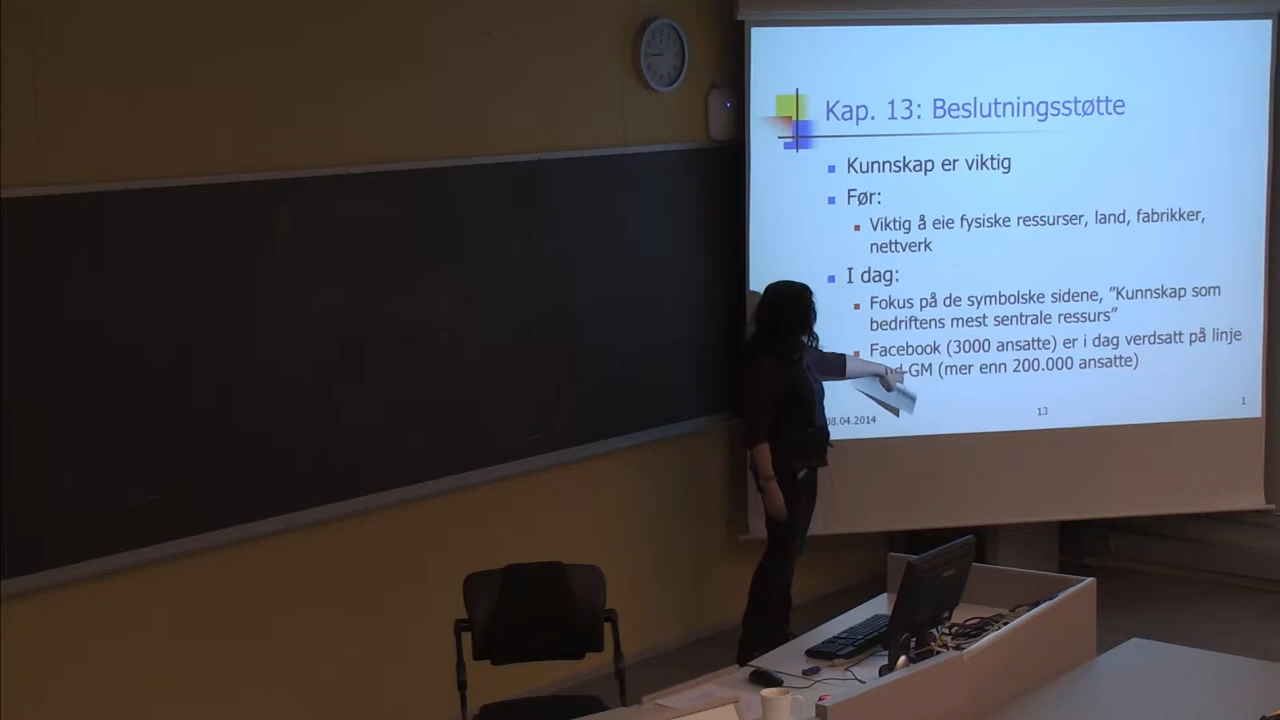 Kap. 13: Beslutningsstøtte
Kunnskap er viktig
Før:
Viktig å eie fysiske ressurser, land, fabrikker,
nettverk
I dag:
Fokus på de symbolske sidene, ”Kunnskap som
bedriftens mest sentrale ressurs”
Facebook (3000 ansatte) er i dag verdsatt på linje
GM (mer enn 200.000 ansatte)
08.04.2014
13
1